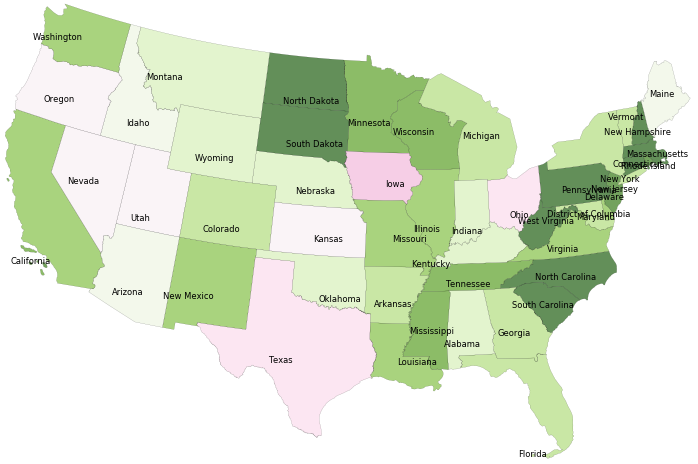 Washington
Oregon
Idaho
Montana
North Dakota
Minnesota
Wisconsin
Michigan
Maine
Vermont
New Hampshire
Massachusetts
Connecticut
Rhodeisland
South Dakota
Wyoming
Nevada
Utah
Colorado
Nebraska
Iowa
Kansas
Missouri
Illinois
Indiana
Ohio
Pennsylvania
New York
New Jersey
Delaware
District of Columbia
Maryland
West Virginia
Virginia
California
Arizona
New Mexico
Oklahoma
Arkansas
Kentucky
Tennessee
North Carolina
South Carolina
Texas
Louisiana
Mississippi
Alabama
Georgia
Florida